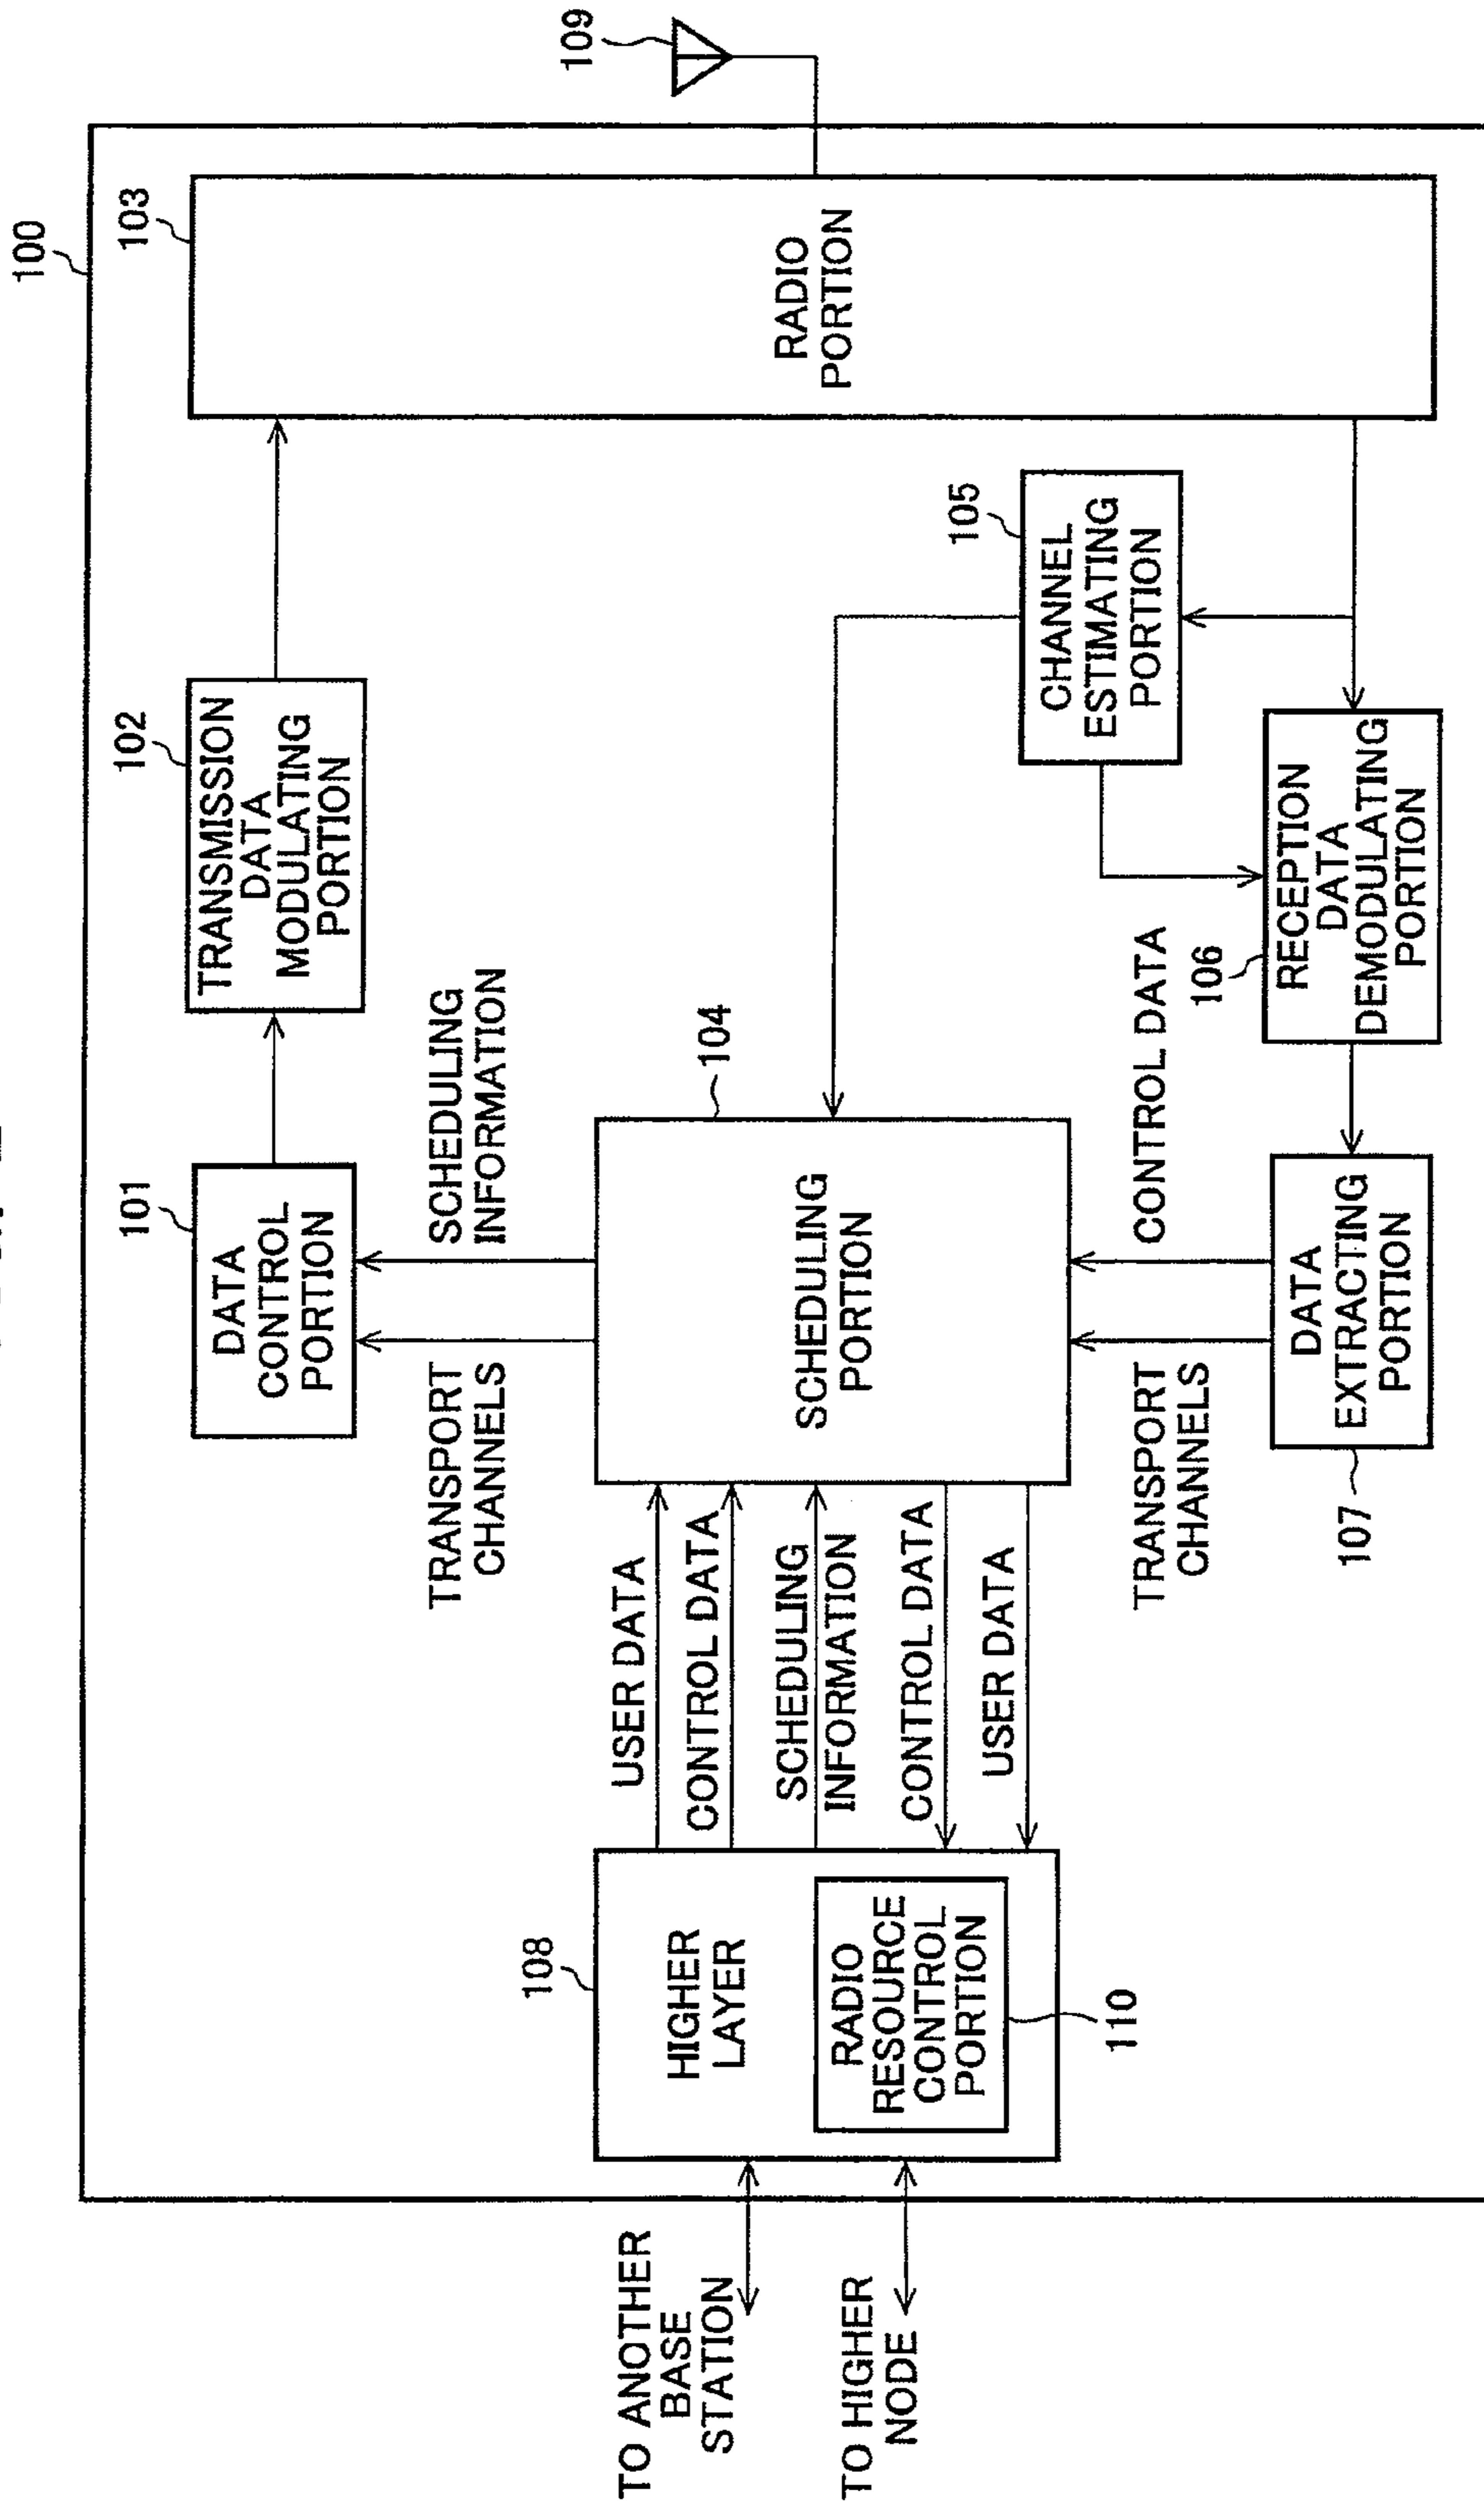 100
109
103
RADIO
PORTION
102
TRANSMISSION
DATA
MODULATING
PORTION
101
DATA
CONTROL
PORTION
SCHEDULING
INFORMATION
TRANSPORT
CHANNELS
105
CHANNEL
ESTIMATING
PORTION
104
SCHEDULING
PORTION
106
RECEPTION
DATA
DEMODULATING
PORTION
CONTROL DATA
TRANSPORT
CHANNELS
107
DATA
EXTRACTING
PORTION
USER DATA
CONTROL DATA
SCHEDULING
INFORMATION
CONTROL DATA
USER DATA
108
HIGHER
LAYER
RADIO
RESOURCE
CONTROL
PORTION
110
TO ANOTHER
BASE
STATION
TO HIGHER
NODE